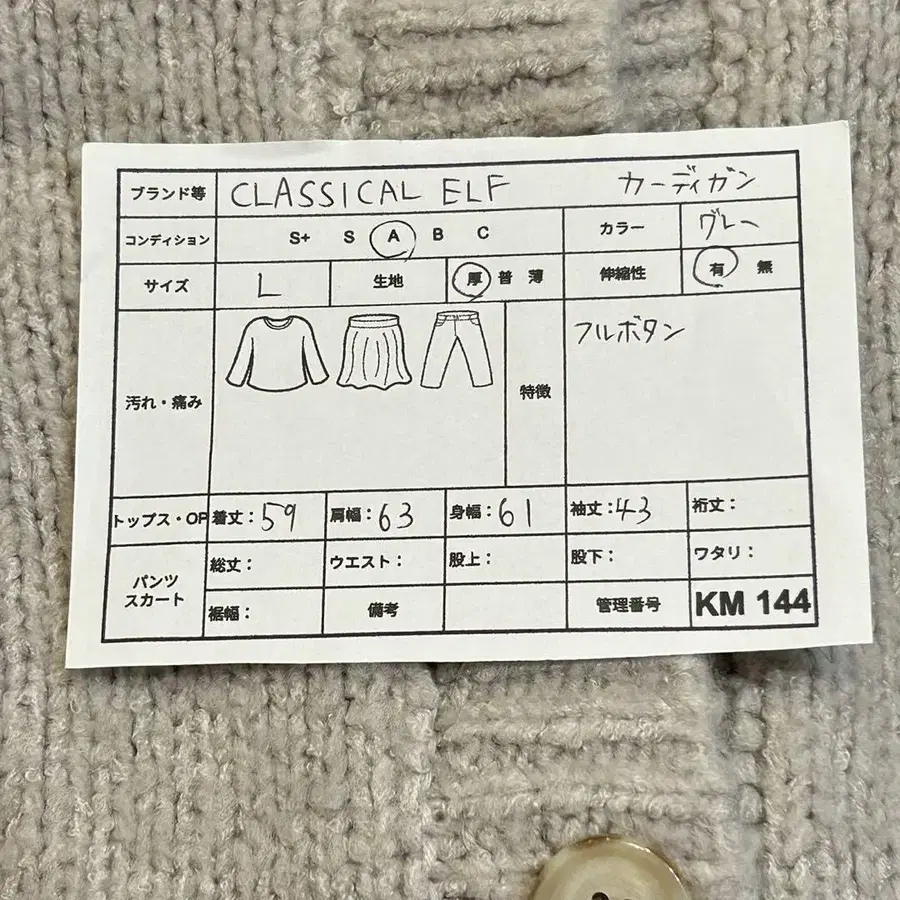 ブランド等 CLASSICAL ELF カーディガン
コンディション S+ S A B C カラー グレー
サイズ L 生地 厚 普 薄 伸縮性 有 無
汚れ・痛み 特徴 フルボタン
トップス・OP 着丈:59 肩幅:63 身幅:61 袖丈:43 裄丈:
パンツ スカート 総丈: ウエスト: 股上: 股下: ワタリ:
裾幅: 備考 管理番号 KM 144